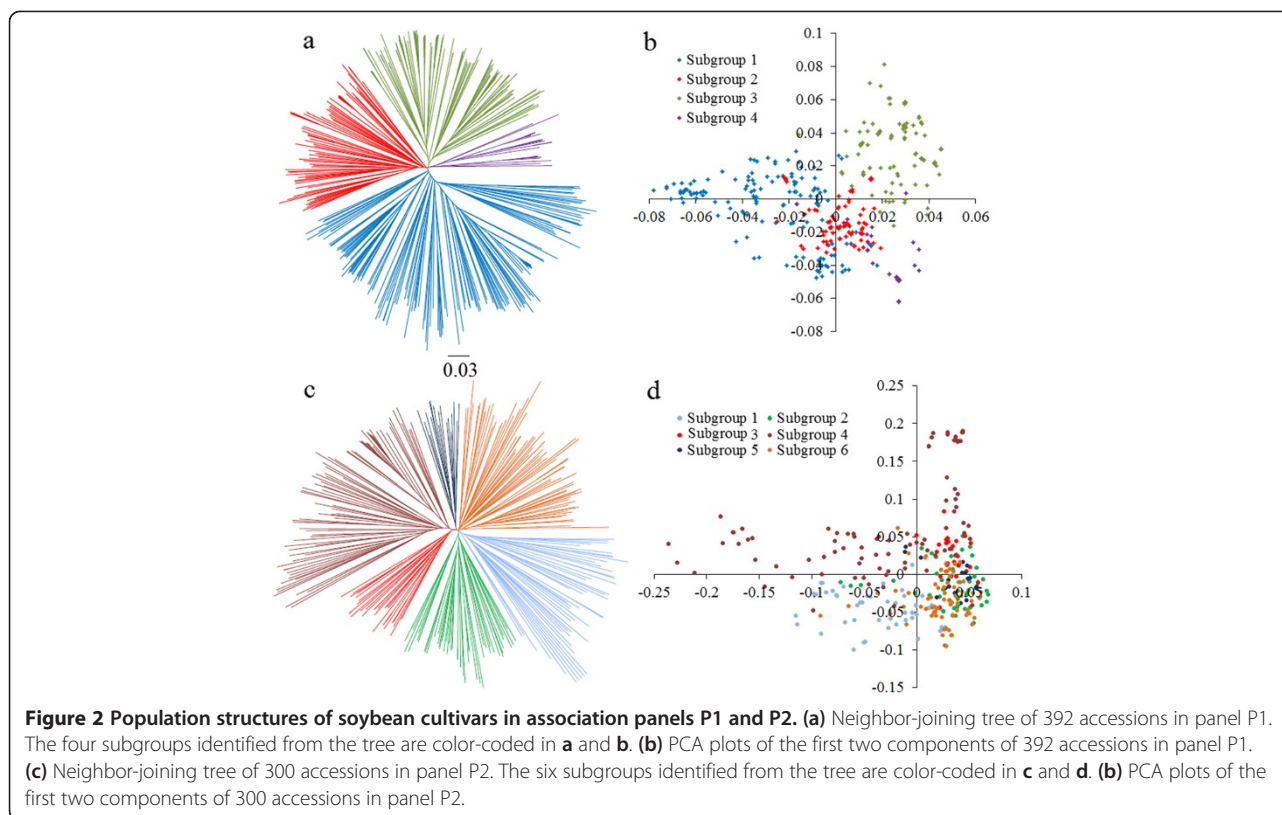 a
b
Subgroup 1
Subgroup 2
Subgroup 3
Subgroup 4
0.1
0.08
0.06
0.04
0.02
0
-0.02
-0.04
-0.06
-0.08
-0.08
-0.06
-0.04
-0.02
0
0.02
0.04
0.06
0.03
c
d
Subgroup 1
Subgroup 2
Subgroup 3
Subgroup 4
Subgroup 5
Subgroup 6
0.25
0.2
0.15
0.1
0.05
0
-0.05
-0.1
-0.15
-0.25
-0.2
-0.15
-0.1
-0.05
0
0.05
0.1
Figure 2 Population structures of soybean cultivars in association panels P1 and P2. (a) Neighbor-joining tree of 392 accessions in panel P1.
The four subgroups identified from the tree are color-coded in a and b. (b) PCA plots of the first two components of 392 accessions in panel P1.
(c) Neighbor-joining tree of 300 accessions in panel P2. The six subgroups identified from the tree are color-coded in c and d. (b) PCA plots of the
first two components of 300 accessions in panel P2.